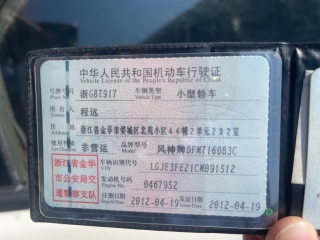 中华人民共和国机动车行驶证
Vehicle License of the People's Republic of China
号牌号码 浙G8T917 车辆类型 小型轿车
Vehicle Type
所有人 程远
住址 浙江省金华市婺城区北苑小区44幢2单元202室
使用性质 非营运 品牌型号 风神牌DFM7160B3C
浙江省金华市公安局交通警察支队
车辆识别代号 LGJE3FE21CM091512
VIN
发动机号码 0467952
Engine No.
注册日期 2012-04-19 发证日期 2012-04-19